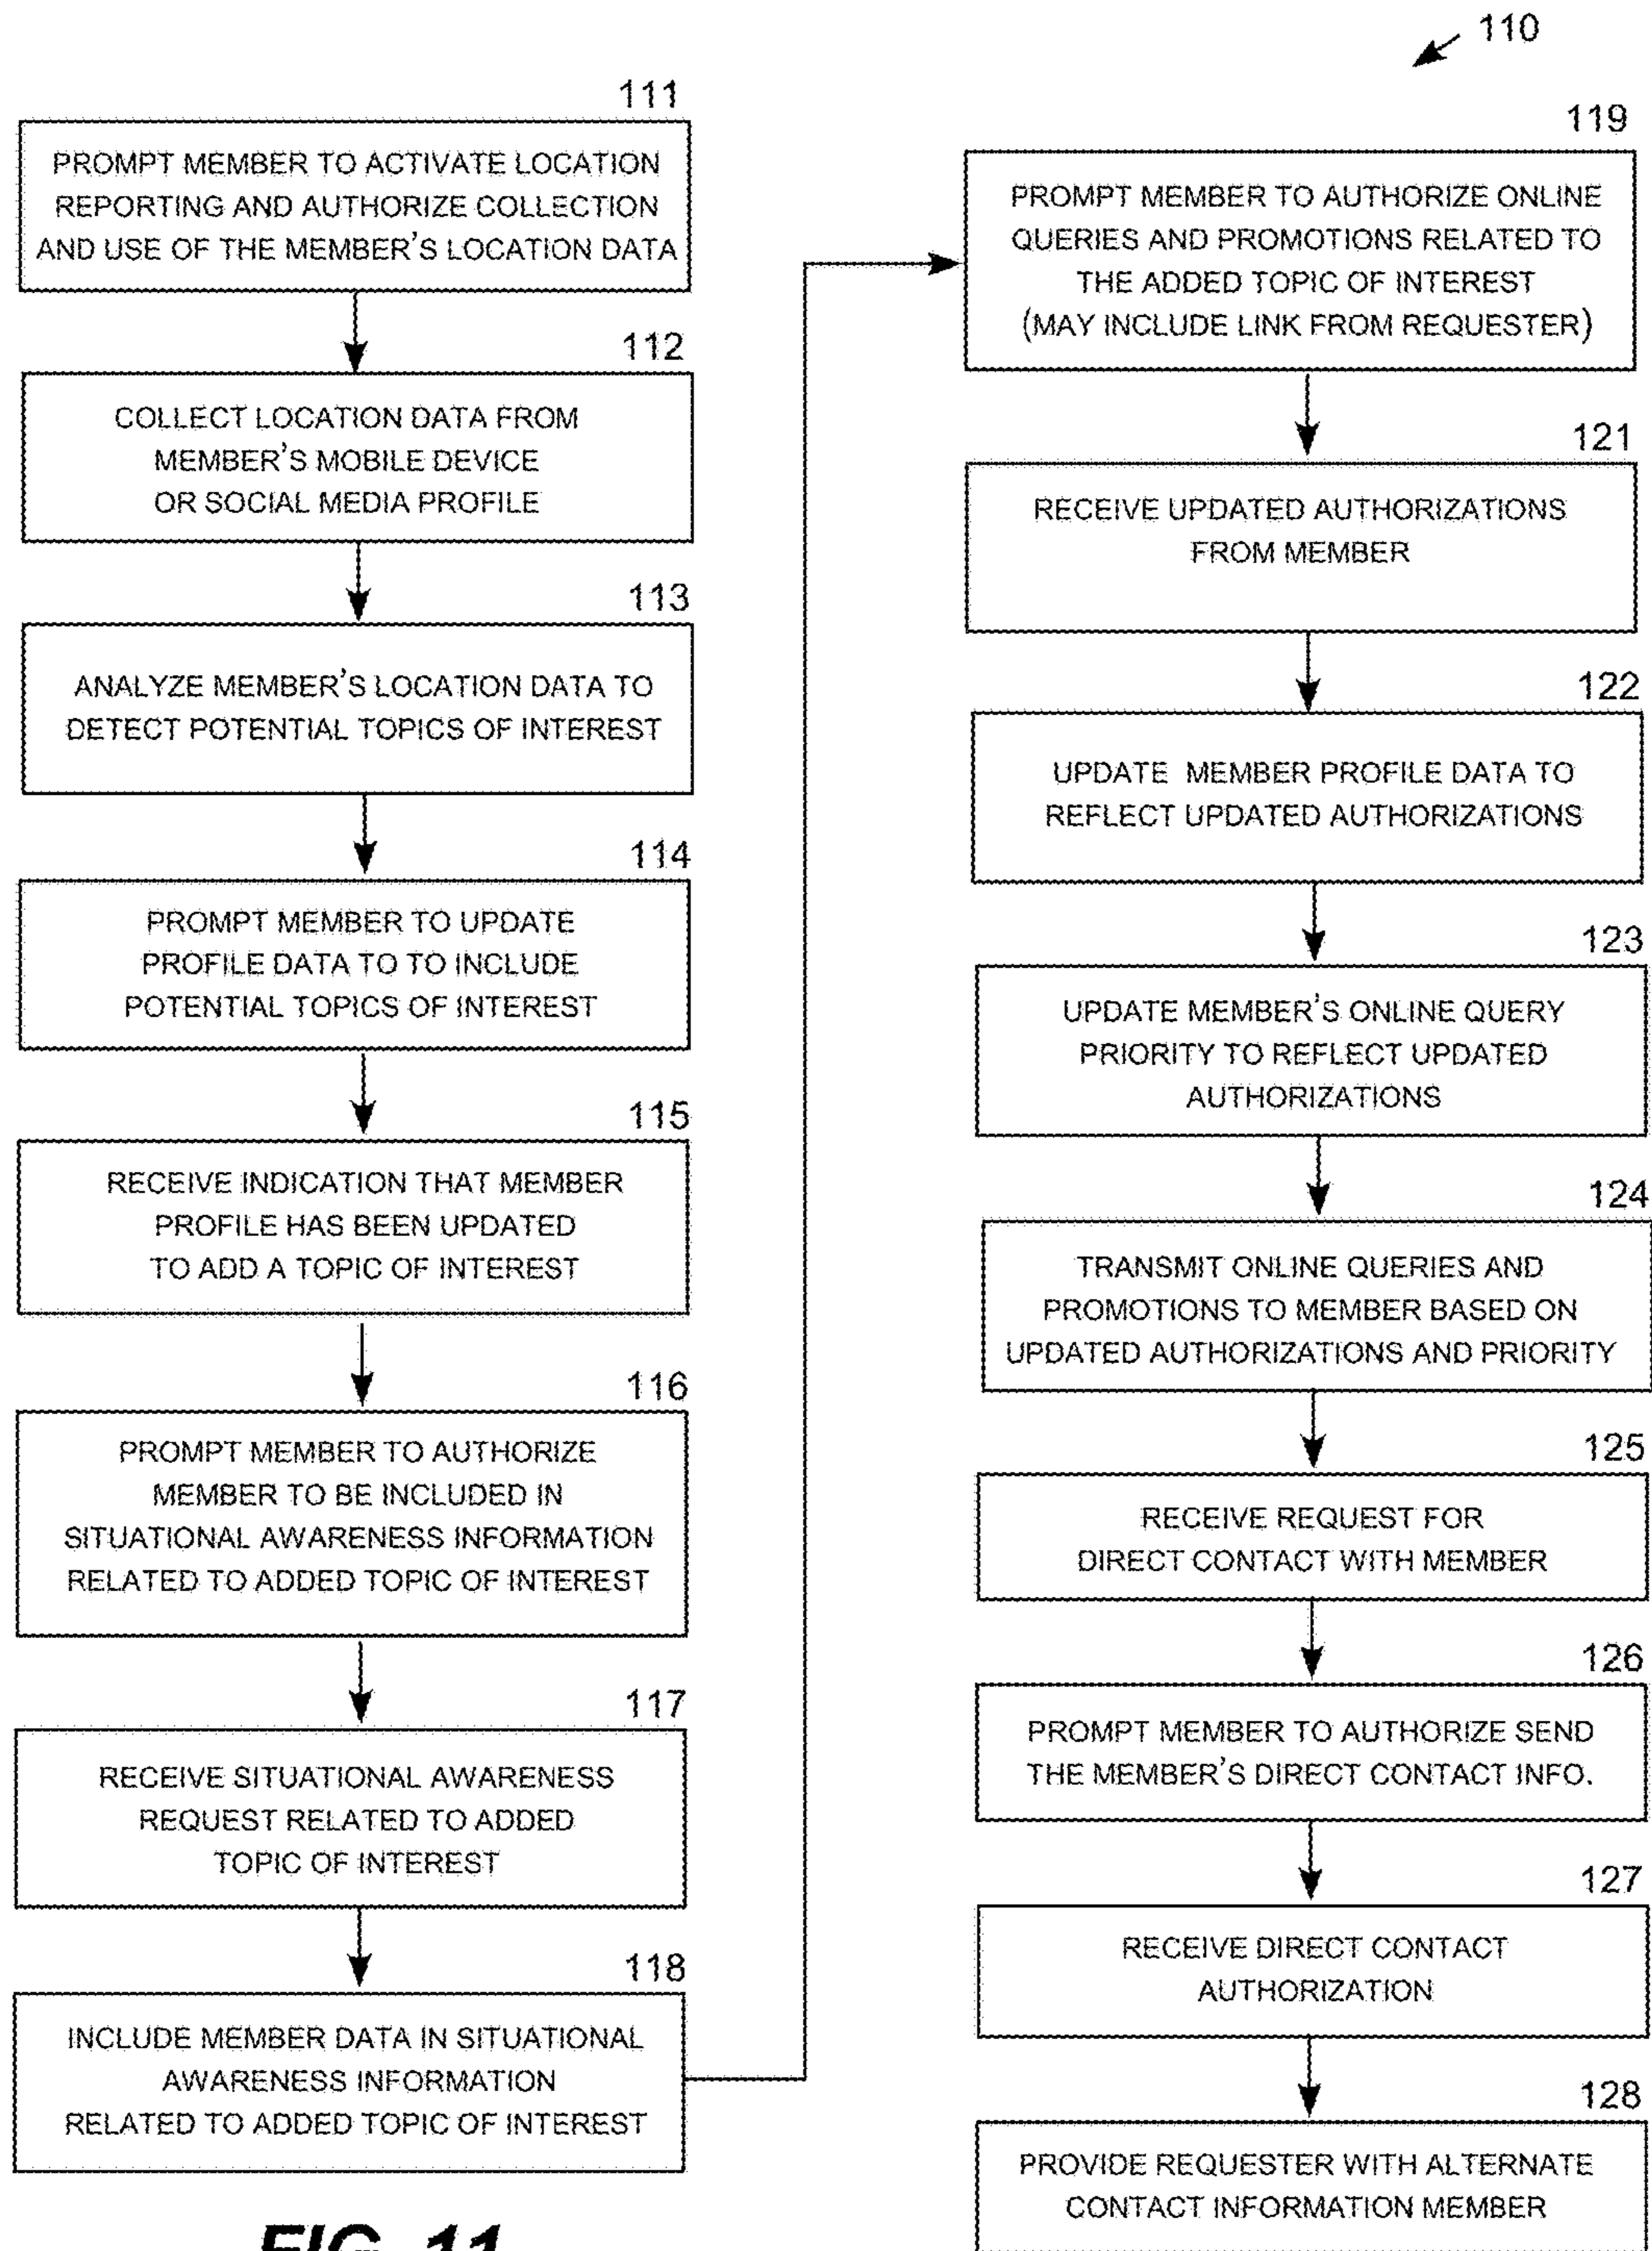 110
111
PROMPT MEMBER TO ACTIVATE LOCATION
REPORTING AND AUTHORIZE COLLECTION
AND USE OF THE MEMBER'S LOCATION DATA
112
COLLECT LOCATION DATA FROM
MEMBER'S MOBILE DEVICE
OR SOCIAL MEDIA PROFILE
113
ANALYZE MEMBER'S LOCATION DATA TO
DETECT POTENTIAL TOPICS OF INTEREST
114
PROMPT MEMBER TO UPDATE
PROFILE DATA TO TO INCLUDE
POTENTIAL TOPICS OF INTEREST
115
RECEIVE INDICATION THAT MEMBER
PROFILE HAS BEEN UPDATED
TO ADD A TOPIC OF INTEREST
116
PROMPT MEMBER TO AUTHORIZE
MEMBER TO BE INCLUDED IN
SITUATIONAL AWARENESS INFORMATION
RELATED TO ADDED TOPIC OF INTEREST
117
RECEIVE SITUATIONAL AWARENESS
REQUEST RELATED TO ADDED
TOPIC OF INTEREST
118
INCLUDE MEMBER DATA IN SITUATIONAL
AWARENESS INFORMATION
RELATED TO ADDED TOPIC OF INTEREST
119
PROMPT MEMBER TO AUTHORIZE ONLINE
QUERIES AND PROMOTIONS RELATED TO
THE ADDED TOPIC OF INTEREST
(MAY INCLUDE LINK FROM REQUESTER)
121
RECEIVE UPDATED AUTHORIZATIONS
FROM MEMBER
122
UPDATE MEMBER PROFILE DATA TO
REFLECT UPDATED AUTHORIZATIONS
123
UPDATE MEMBER'S ONLINE QUERY
PRIORITY TO REFLECT UPDATED
AUTHORIZATIONS
124
TRANSMIT ONLINE QUERIES AND
PROMOTIONS TO MEMBER BASED ON
UPDATED AUTHORIZATIONS AND PRIORITY
125
RECEIVE REQUEST FOR
DIRECT CONTACT WITH MEMBER
126
PROMPT MEMBER TO AUTHORIZE SEND
THE MEMBER'S DIRECT CONTACT INFO.
127
RECEIVE DIRECT CONTACT
AUTHORIZATION
128
PROVIDE REQUESTER WITH ALTERNATE
CONTACT INFORMATION MEMBER
FIG. 11